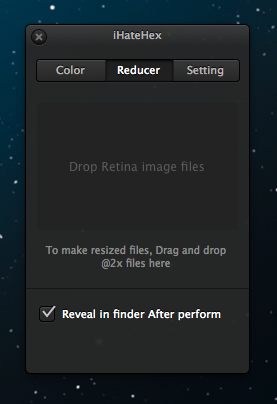 iHateHex
Color Reducer Setting
Drop Retina image files
To make resized files, Drag and drop
@2x files here
Reveal in finder After perform